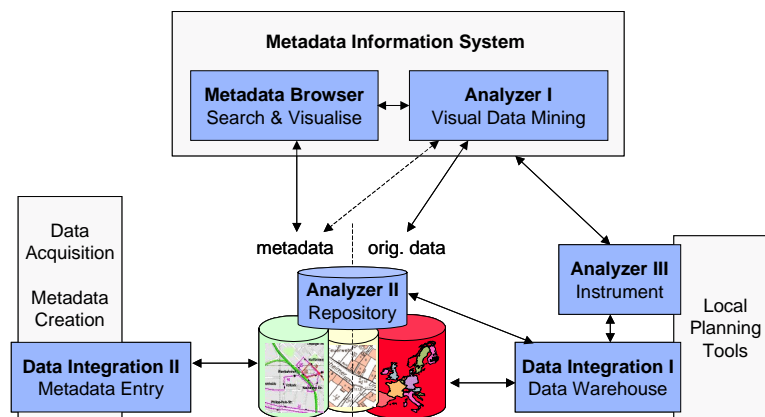 Metadata Information System
Metadata Browser
Search & Visualise
Analyzer I
Visual Data Mining
Data
Acquisition
Metadata
Creation
metadata
orig. data
Analyzer II
Repository
Analyzer III
Instrument
Local
Planning
Tools
Data Integration II
Metadata Entry
Data Integration I
Data Warehouse